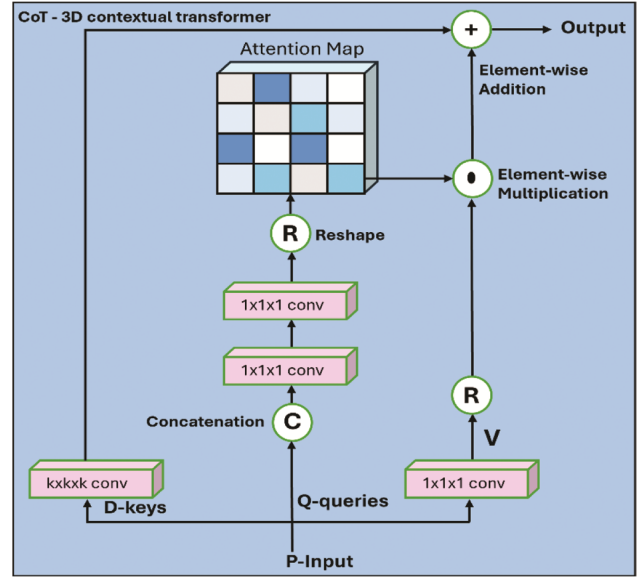 CoT - 3D contextual transformer
+
Output
Attention Map
Element-wise
Addition
Element-wise
Multiplication
R
Reshape
1x1x1 conv
1x1x1 conv
R
Concatenation
C
V
kxkxk conv
1x1x1 conv
D-keys
Q-queries
P-Input